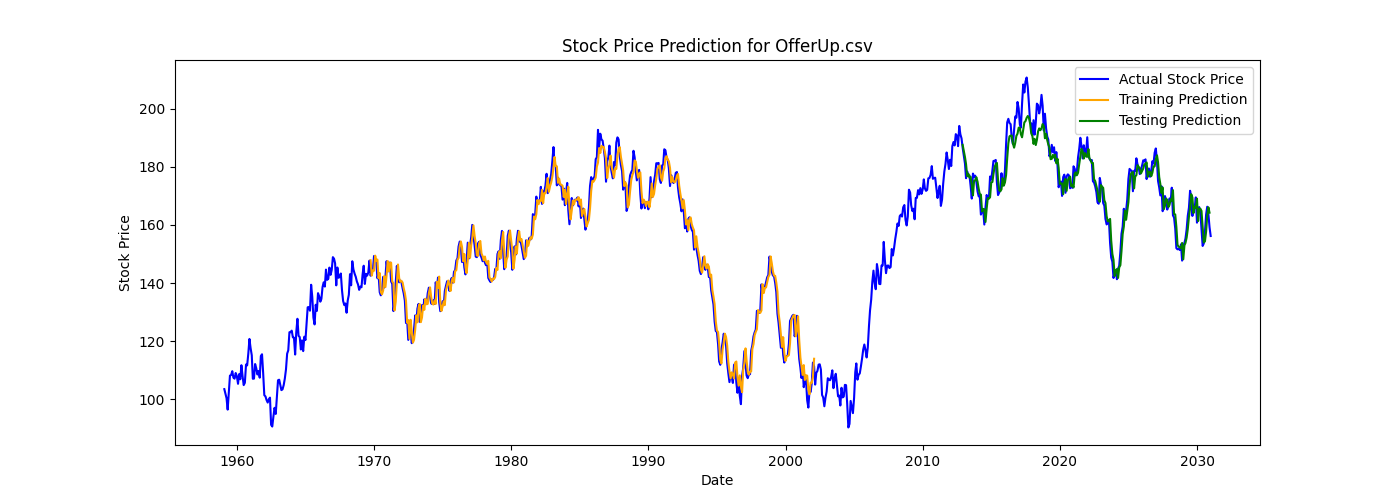 Stock Price Prediction for OfferUp.csv
Actual Stock Price
Training Prediction
Testing Prediction
Stock Price
200
180
160
140
120
100
1960
1970
1980
1990
2000
2010
2020
2030
Date